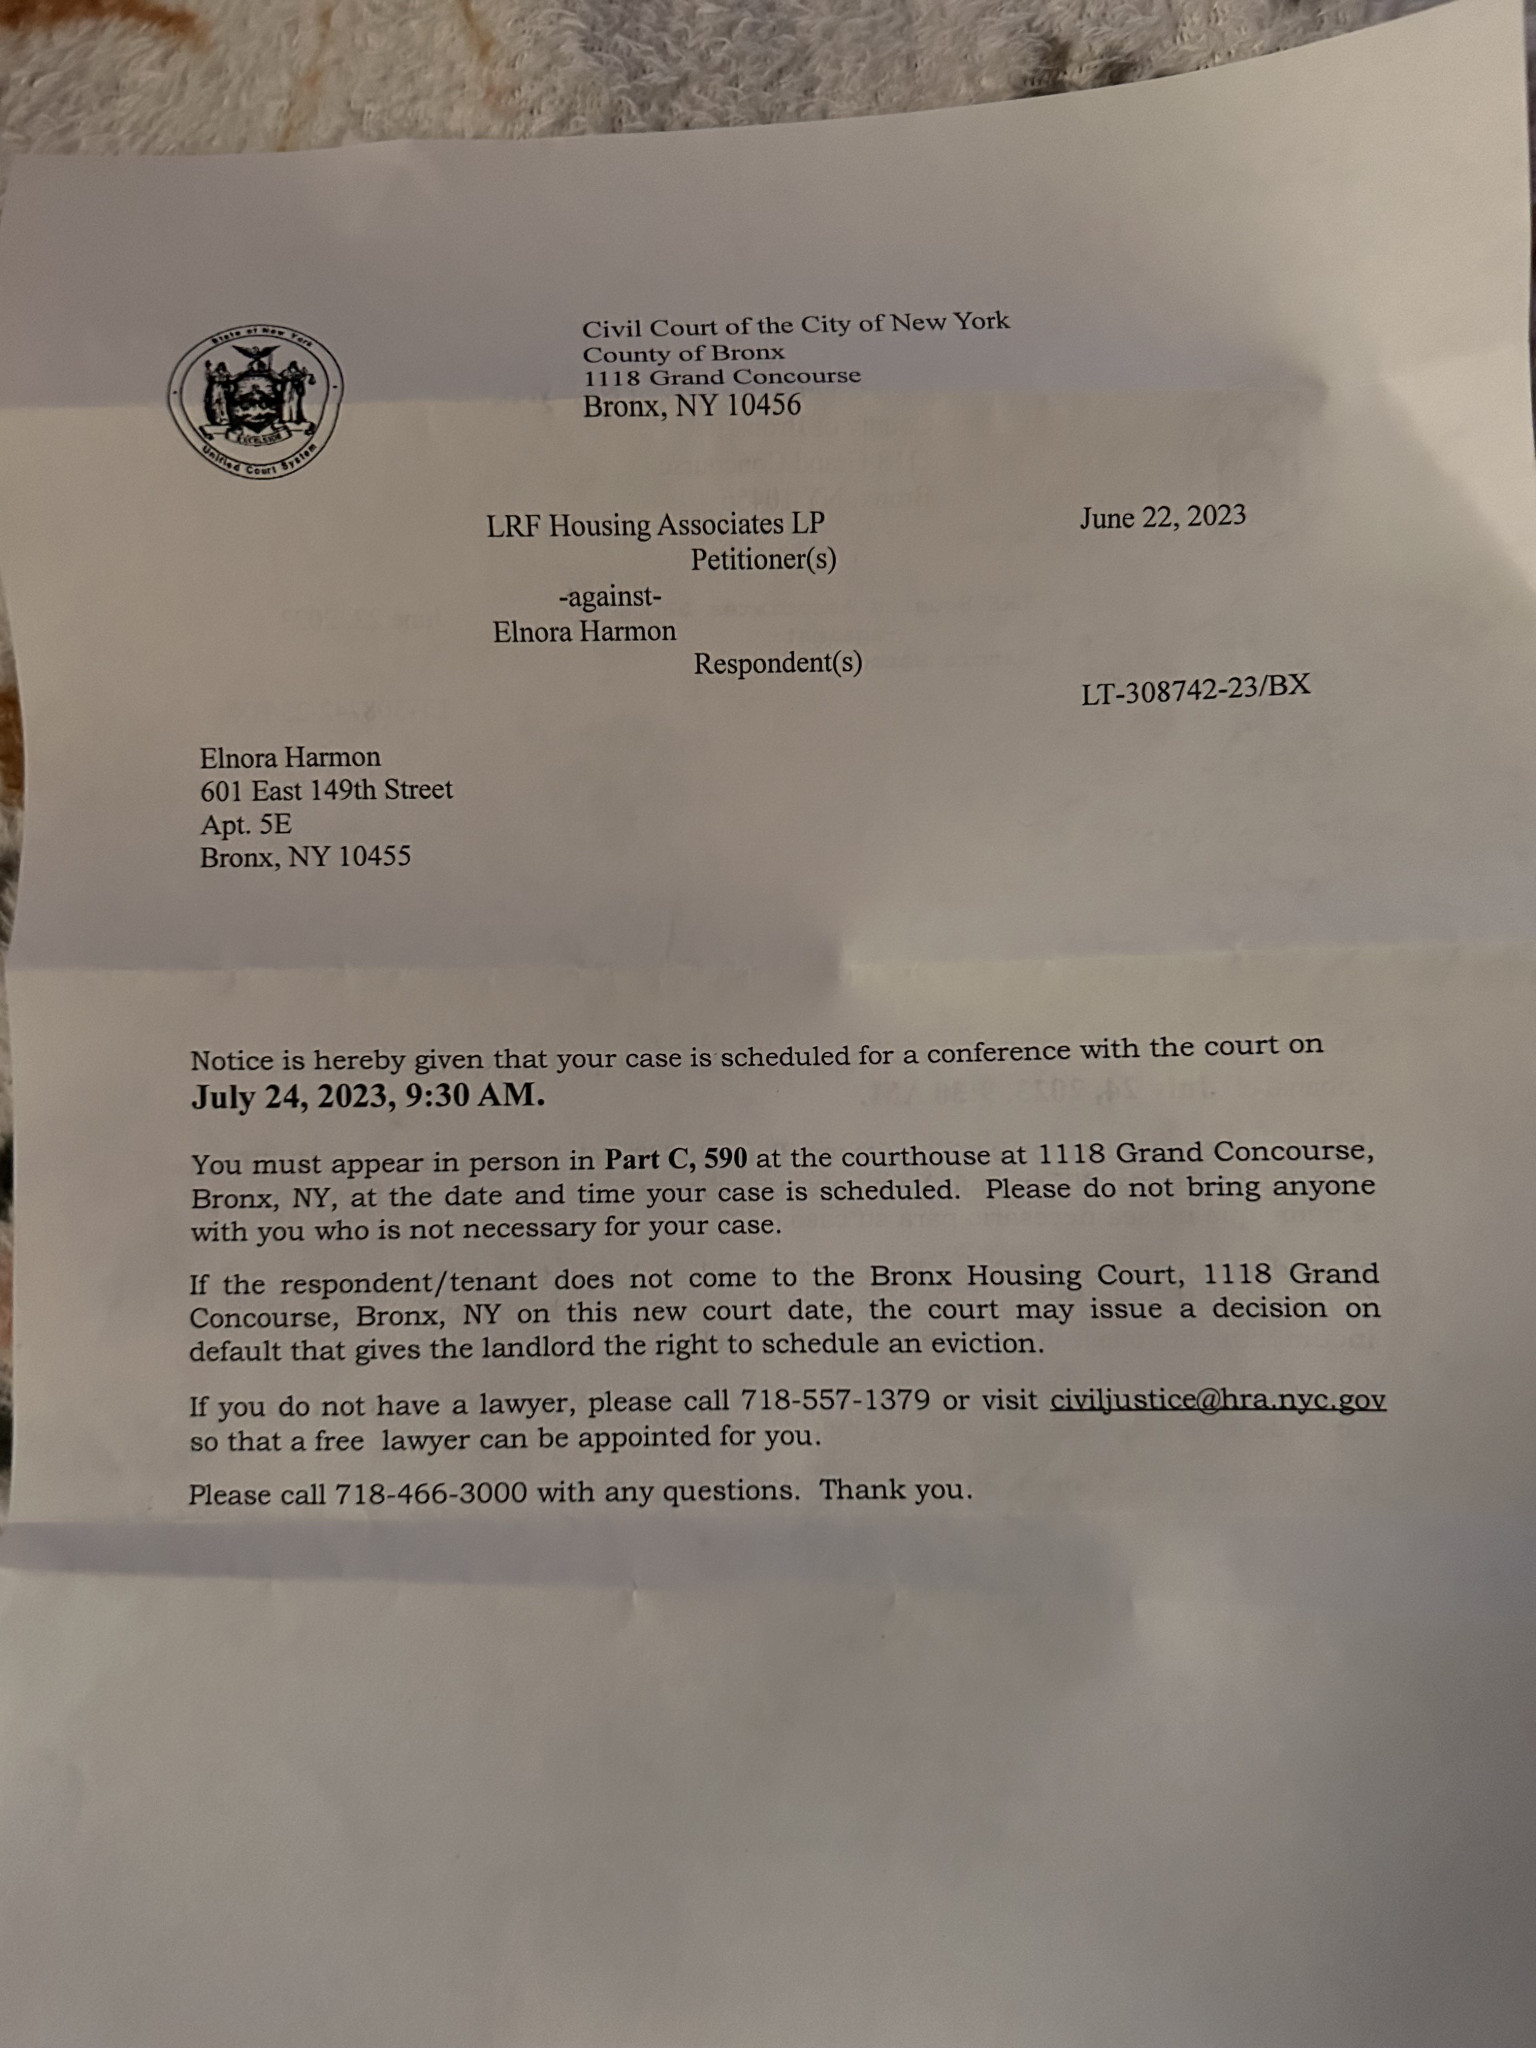 State of New York
EXCELSIOR
Unified Court System
Civil Court of the City of New York
County of Bronx
1118 Grand Concourse
Bronx, NY 10456
LRF Housing Associates LP
June 22, 2023
Petitioner(s)
-against-
Elnora Harmon
Respondent(s)
LT-308742-23/BX
Elnora Harmon
601 East 149th Street
Apt. 5E
Bronx, NY 10455
Notice is hereby given that your case is scheduled for a conference with the court on
July 24, 2023, 9:30 AM.
You must appear in person in Part C, 590 at the courthouse at 1118 Grand Concourse,
Bronx, NY, at the date and time your case is scheduled.  Please do not bring anyone
with you who is not necessary for your case.
If the respondent/tenant does not come to the Bronx Housing Court, 1118 Grand
Concourse, Bronx, NY on this new court date, the court may issue a decision on
default that gives the landlord the right to schedule an eviction.
If you do not have a lawyer, please call 718-557-1379 or visit civiljustice@hra.nyc.gov
so that a free  lawyer can be appointed for you.
Please call 718-466-3000 with any questions.  Thank you.